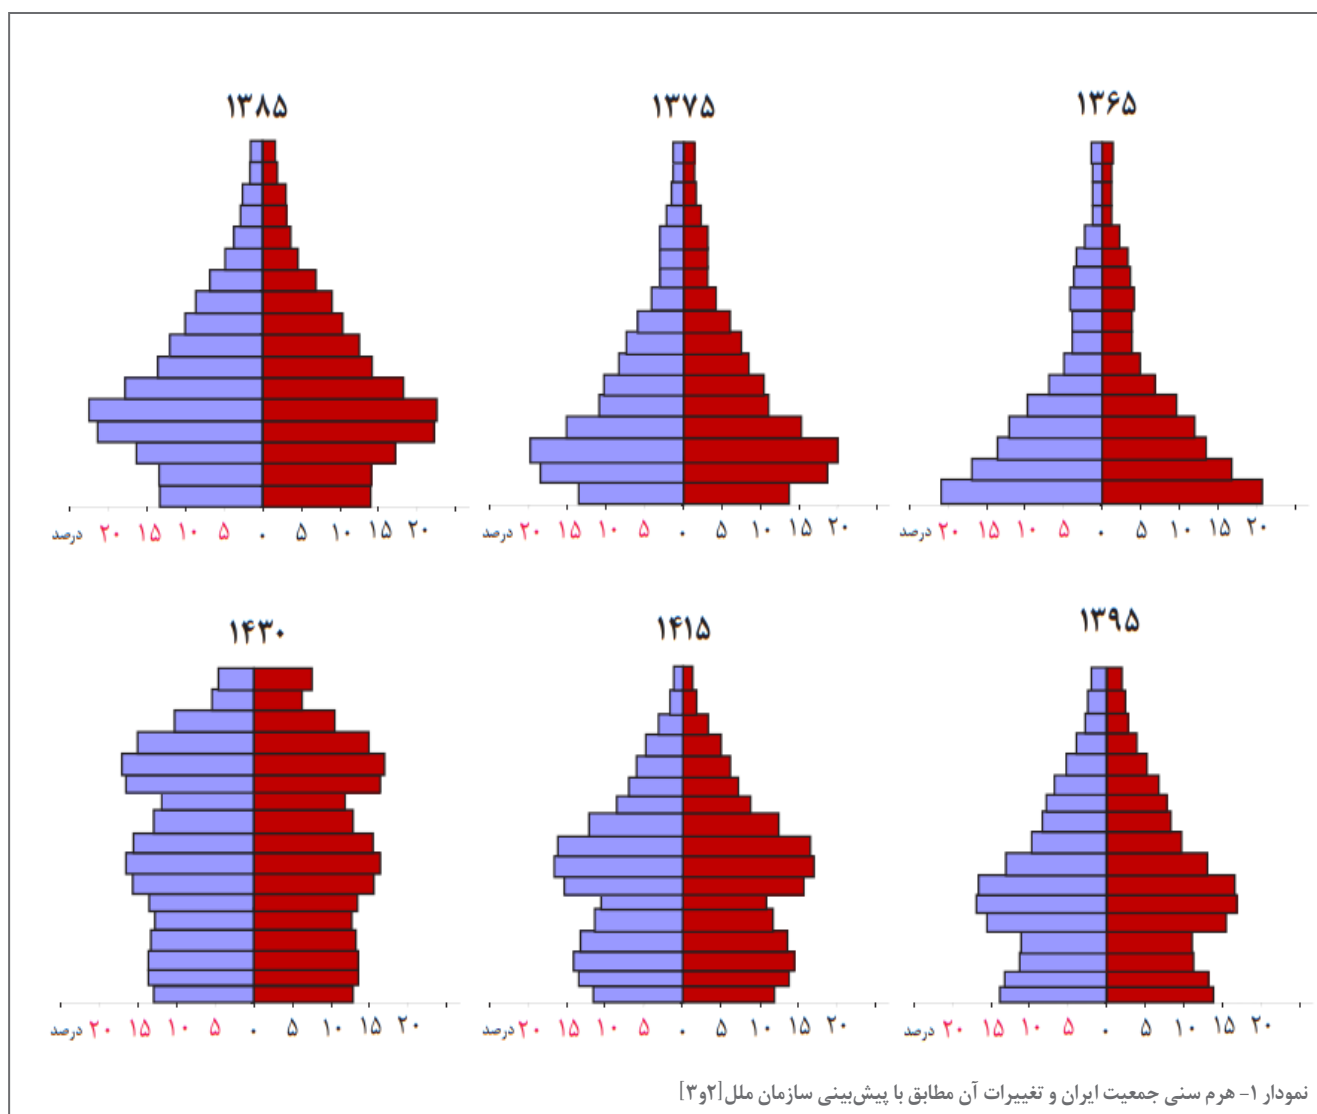 ۱۳۶۵
۲۰ ۱۵ ۱۰ ۵ ۰ ۵ ۱۰ ۱۵ ۲۰ درصد
۱۳۷۵
۲۰ ۱۵ ۱۰ ۵ ۰ ۵ ۱۰ ۱۵ ۲۰ درصد
۱۳۸۵
۲۰ ۱۵ ۱۰ ۵ ۰ ۵ ۱۰ ۱۵ ۲۰ درصد
۱۳۹۵
۲۰ ۱۵ ۱۰ ۵ ۰ ۵ ۱۰ ۱۵ ۲۰ درصد
۱۴۱۵
۲۰ ۱۵ ۱۰ ۵ ۰ ۵ ۱۰ ۱۵ ۲۰ درصد
۱۴۳۰
۲۰ ۱۵ ۱۰ ۵ ۰ ۵ ۱۰ ۱۵ ۲۰ درصد
نمودار ۱- هرم سنی جمعیت ایران و تغییرات آن مطابق با پیش‌بینی سازمان ملل[۲و۳]